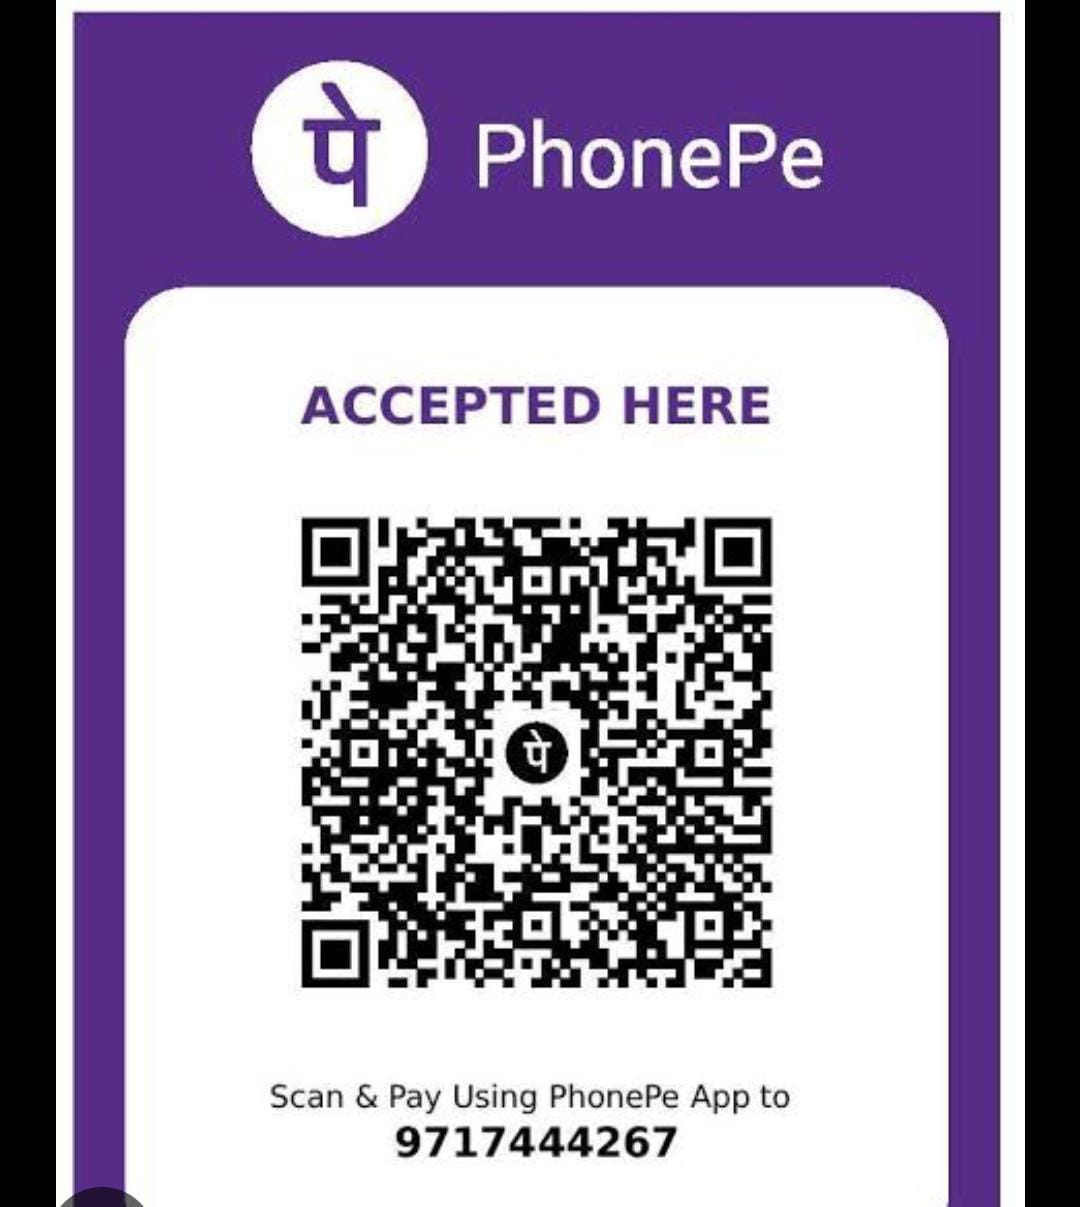 पे PhonePe
ACCEPTED HERE
पे
Scan & Pay Using PhonePe App to
9717444267